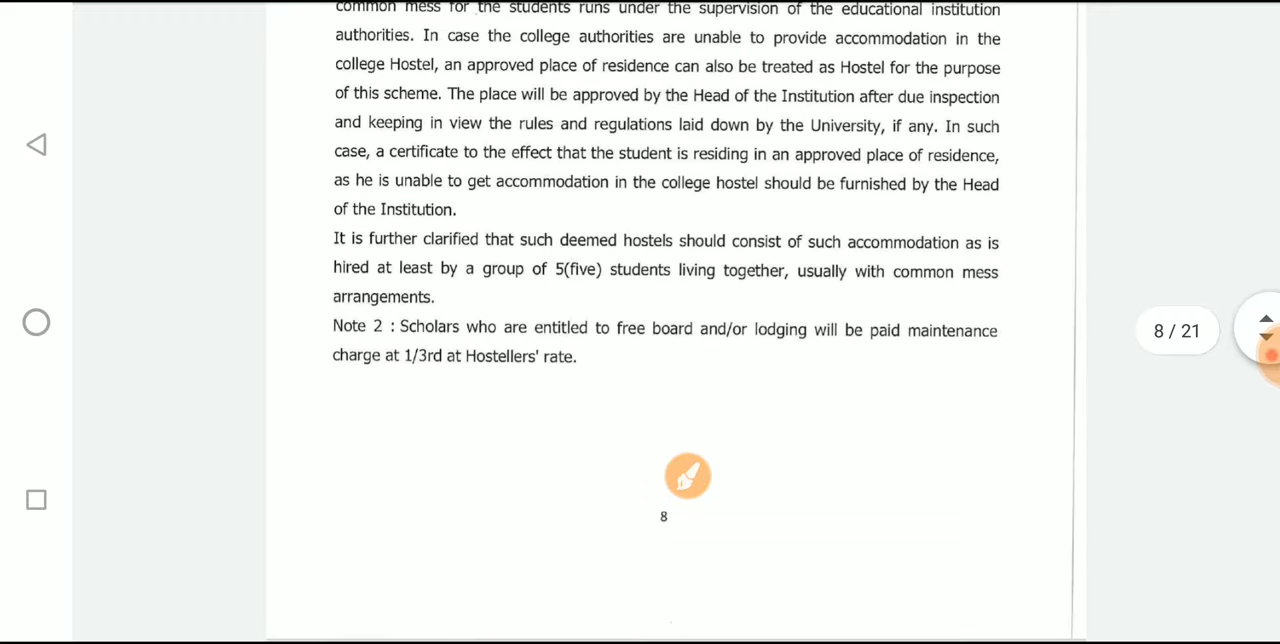 common mess for the students runs under the supervision of the educational institution
authorities. In case the college authorities are unable to provide accommodation in the
college Hostel, an approved place of residence can also be treated as Hostel for the purpose
of this scheme. The place will be approved by the Head of the Institution after due inspection
and keeping in view the rules and regulations laid down by the University, if any. In such
case, a certificate to the effect that the student is residing in an approved place of residence,
as he is unable to get accommodation in the college hostel should be furnished by the Head
of the Institution.
It is further clarified that such deemed hostels should consist of such accommodation as is
hired at least by a group of 5(five) students living together, usually with common mess
arrangements.
Note 2 : Scholars who are entitled to free board and/or lodging will be paid maintenance
charge at 1/3rd at Hostellers' rate.
8 / 21
8